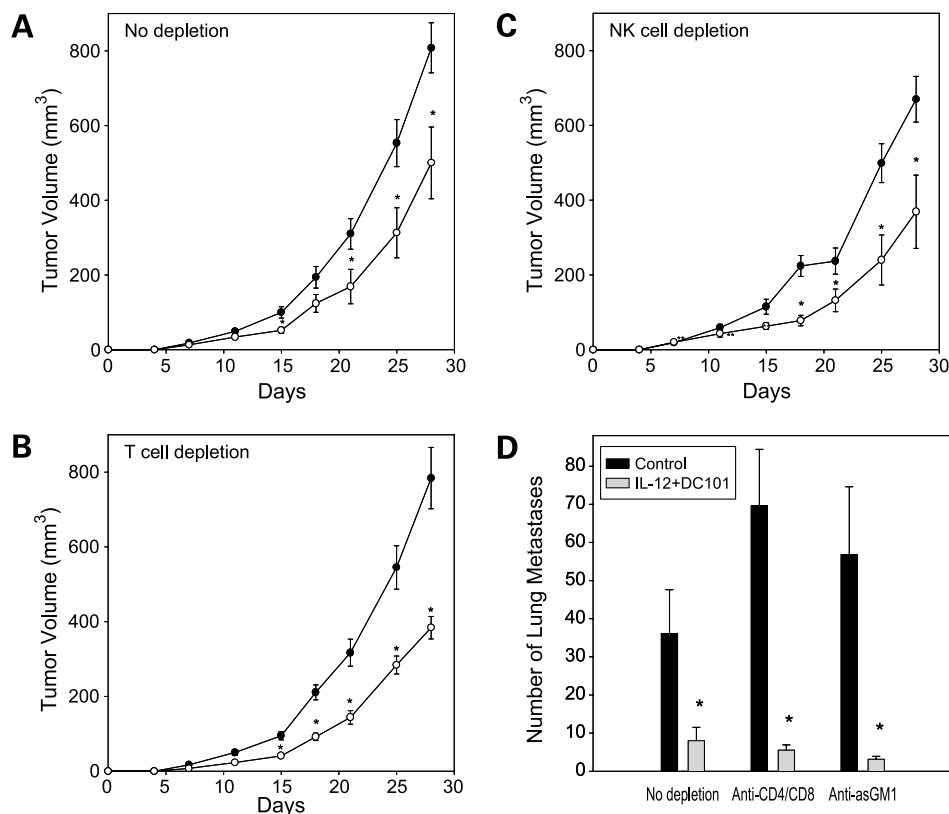 A
No depletion
Tumor Volume (mm³)
800
600
400
200
0
*
*
*
*
0 5 10 15 20 25 30
Days
B
T cell depletion
Tumor Volume (mm³)
800
600
400
200
0
*
*
*
*
*
0 5 10 15 20 25 30
Days
C
NK cell depletion
Tumor Volume (mm³)
800
600
400
200
0
*
*
*
*
**
0 5 10 15 20 25 30
Days
D
Control
IL-12+DC101
Number of Lung Metastases
80
70
60
50
40
30
20
10
0
*
*
*
No depletion Anti-CD4/CD8 Anti-asGM1